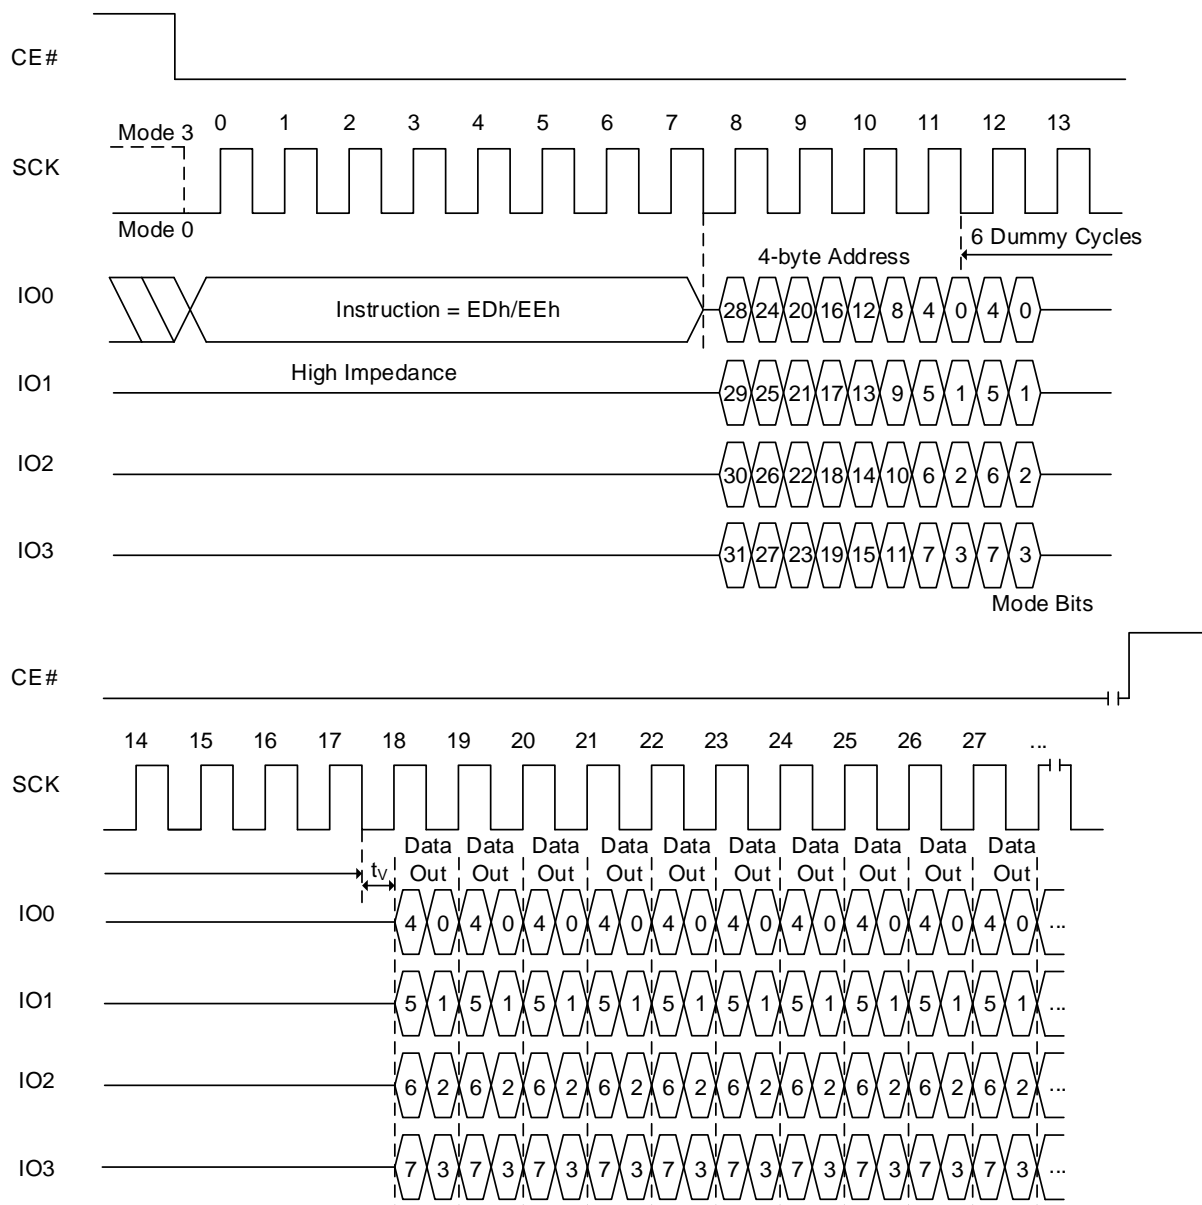 CE#
0 1 2 3 4 5 6 7 8 9 10 11 12 13
Mode 3
SCK
Mode 0
6 Dummy Cycles
4-byte Address
IO0
Instruction = EDh/EEh
28 24 20 16 12 8 4 0 4 0
High Impedance
IO1
29 25 21 17 13 9 5 1 5 1
IO2
30 26 22 18 14 10 6 2 6 2
IO3
31 27 23 19 15 11 7 3 7 3
Mode Bits
CE#
14 15 16 17 18 19 20 21 22 23 24 25 26 27 ...
SCK
Data Data Data Data Data Data Data Data Data Data
tV Out Out Out Out Out Out Out Out Out Out
IO0
4 0 4 0 4 0 4 0 4 0 4 0 4 0 4 0 4 0 4 0 ...
IO1
5 1 5 1 5 1 5 1 5 1 5 1 5 1 5 1 5 1 5 1 ...
IO2
6 2 6 2 6 2 6 2 6 2 6 2 6 2 6 2 6 2 6 2 ...
IO3
7 3 7 3 7 3 7 3 7 3 7 3 7 3 7 3 7 3 7 3 ...